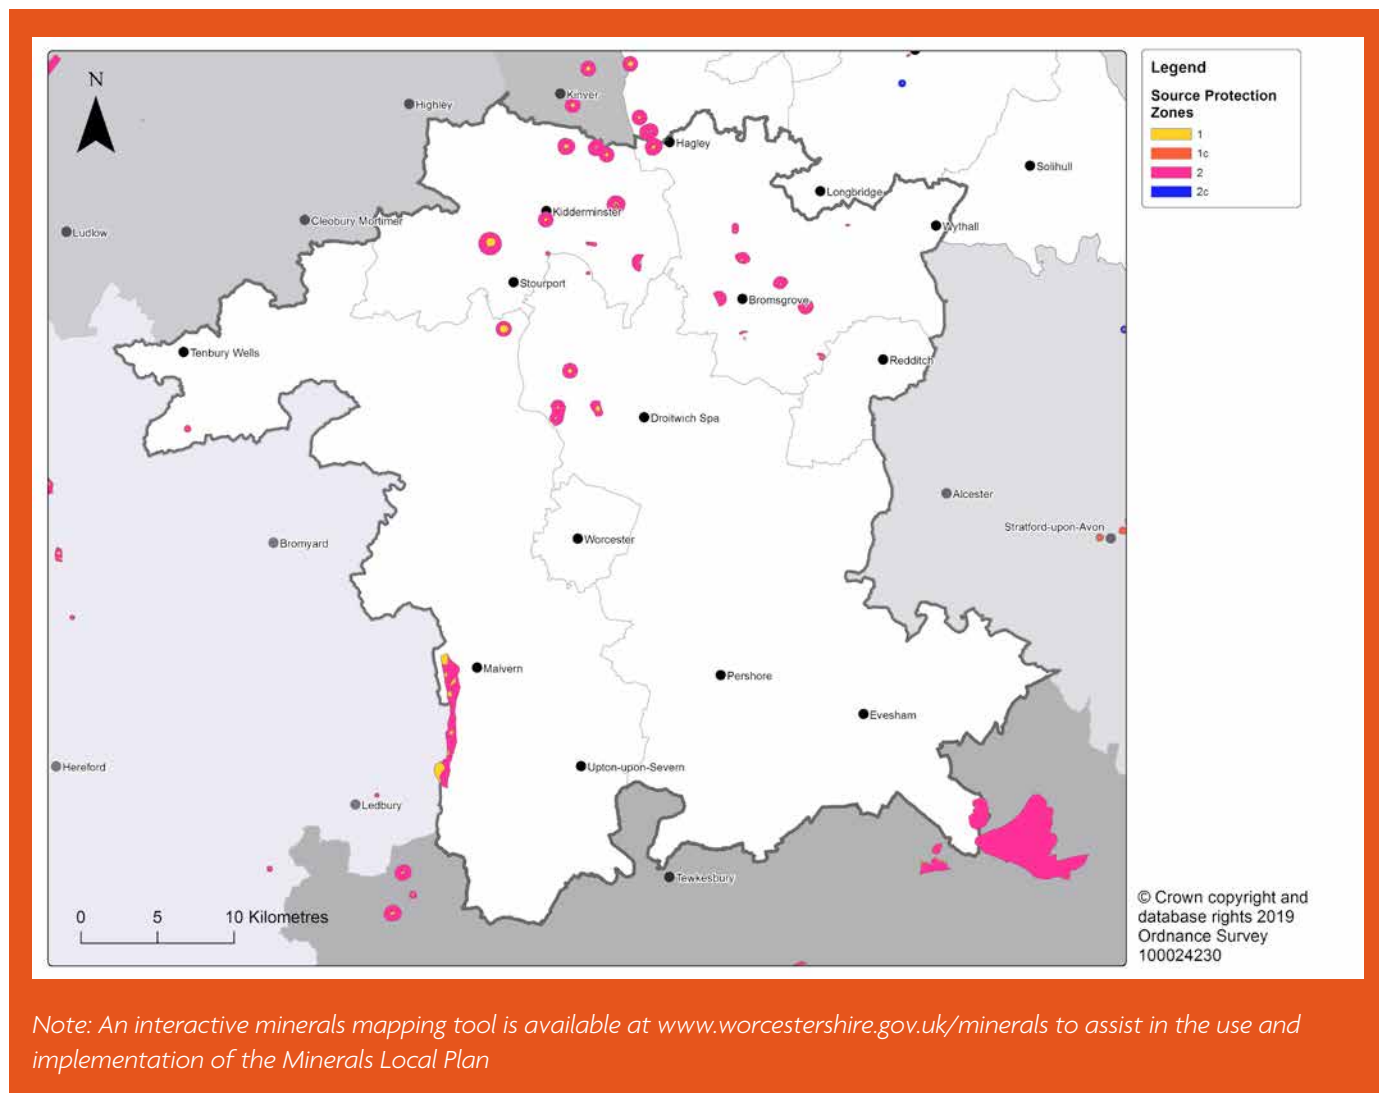 N
Highley
Kinver
Hagley
Solihull
Longbridge
Kidderminster
Cleobury Mortimer
Ludlow
Wythall
Stourport
Bromsgrove
Tenbury Wells
Redditch
Droitwich Spa
Alcester
Stratford-upon-Avon
Worcester
Bromyard
Malvern
Pershore
Evesham
Hereford
Upton-upon-Severn
Ledbury
Tewkesbury
0 5 10 Kilometres
Legend
Source Protection
Zones
1
1c
2
2c
© Crown copyright and
database rights 2019
Ordnance Survey
100024230
Note: An interactive minerals mapping tool is available at www.worcestershire.gov.uk/minerals to assist in the use and
implementation of the Minerals Local Plan